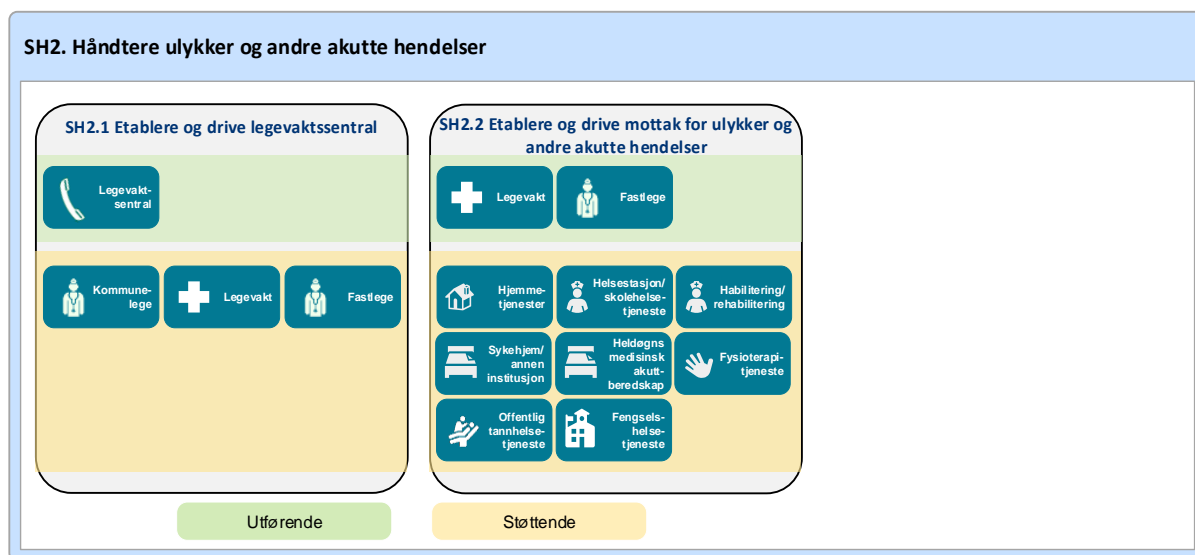 SH2. Håndtere ulykker og andre akutte hendelser
SH2.1 Etablere og drive legevaktssentral
Legevakt-
sentral
Kommune-
lege
Legevakt
Fastlege
SH2.2 Etablere og drive mottak for ulykker og
andre akutte hendelser
Legevakt
Fastlege
Hjemme-
tjenester
Helsestasjon/
skolehelse-
tjeneste
Habilitering/
rehabilitering
Sykehjem/
annen
institusjon
Heldøgns
medisinsk
akutt-
beredskap
Fysioterapi-
tjeneste
Offentlig
tannhelse-
tjeneste
Fengsels-
helse-
tjeneste
Utførende
Støttende